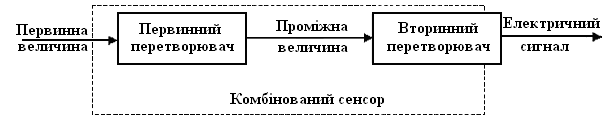 Первинна
величина
Первинний
перетворювач
Проміжна
величина
Вторинний
перетворювач
Електричний
сигнал
Комбінований сенсор